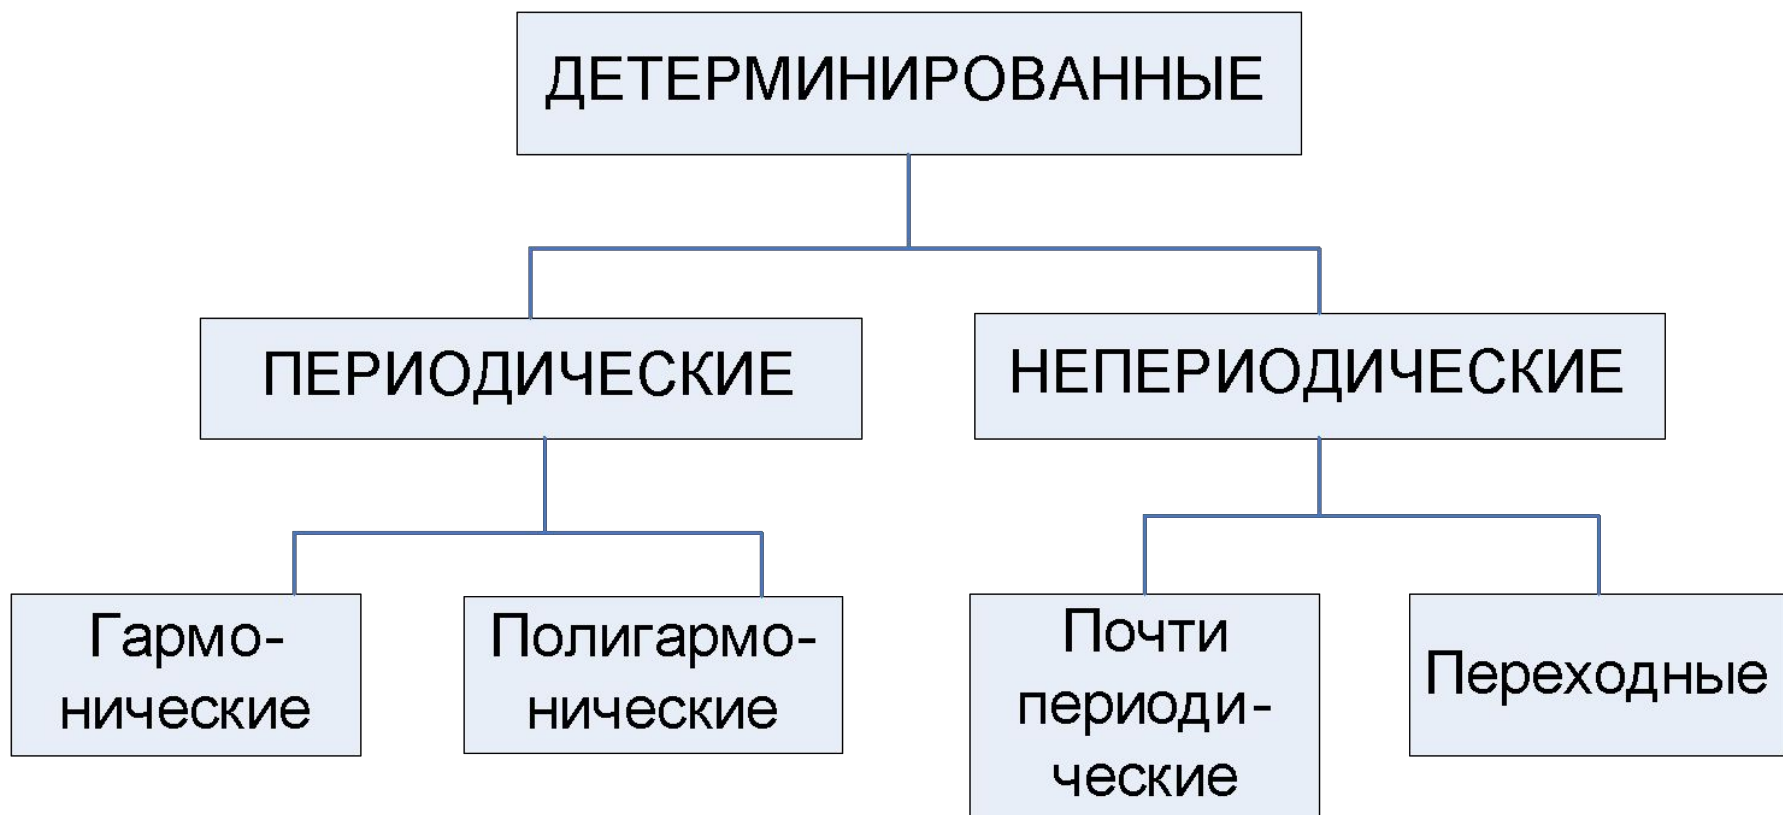 ДЕТЕРМИНИРОВАННЫЕ
ПЕРИОДИЧЕСКИЕ
НЕПЕРИОДИЧЕСКИЕ
Гармо-
нические
Полигармо-
нические
Почти
периоди-
ческие
Переходные